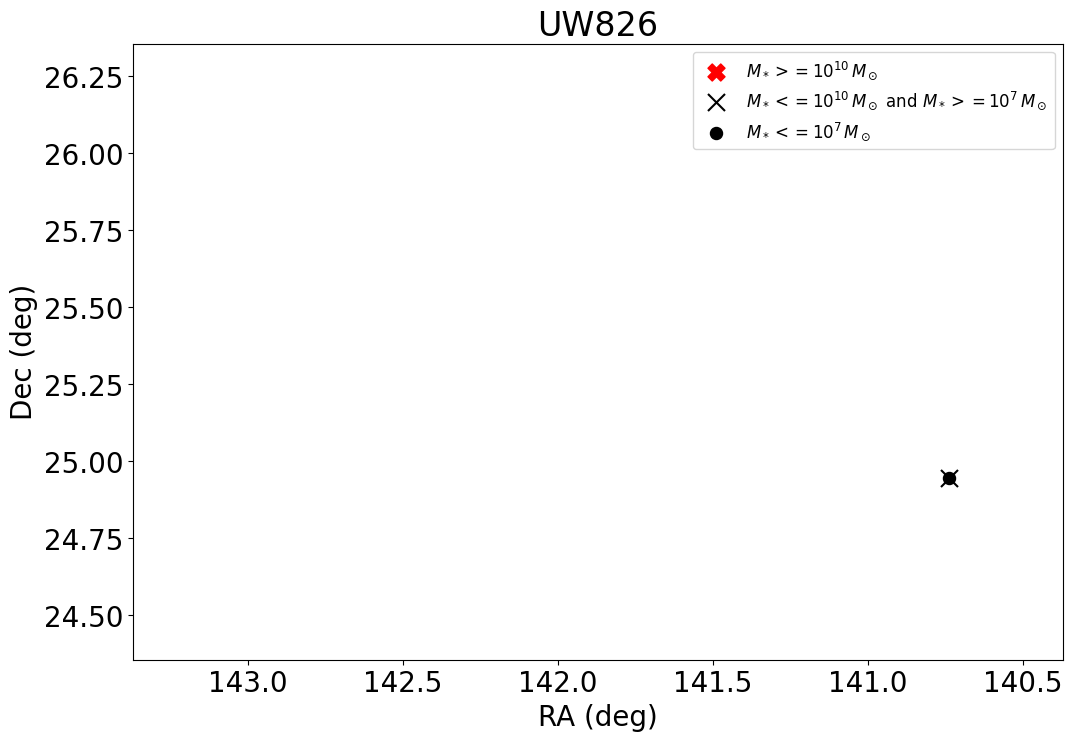 UW826
M* >= 10^10 M⊙
M* <= 10^10 M⊙ and M* >= 10^7 M⊙
M* <= 10^7 M⊙
26.25
26.00
25.75
25.50
25.25
25.00
24.75
24.50
Dec (deg)
143.0 142.5 142.0 141.5 141.0 140.5
RA (deg)